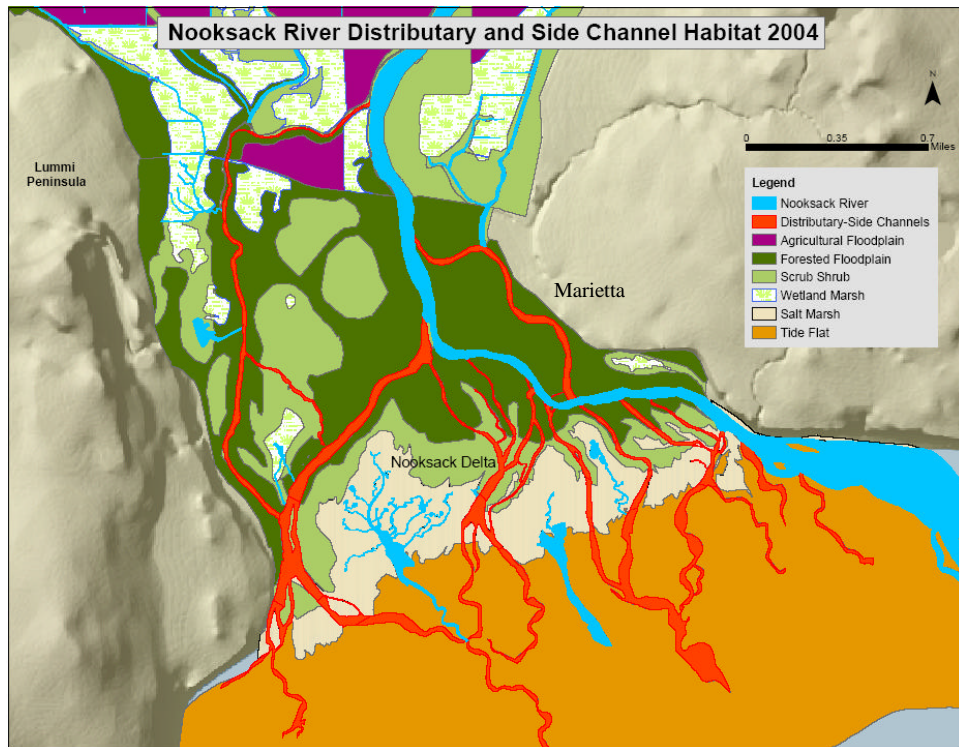 Nooksack River Distributary and Side Channel Habitat 2004
N
0 0.35 0.7
Miles
Lummi
Peninsula
Legend
Nooksack River
Distributary-Side Channels
Agricultural Floodplain
Forested Floodplain
Scrub Shrub
Wetland Marsh
Salt Marsh
Tide Flat
Marietta
Nooksack Delta